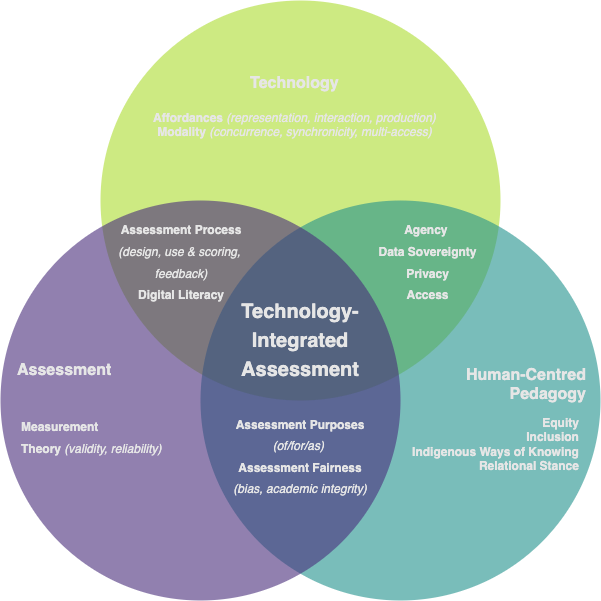 Technology
Affordances (representation, interaction, production)
Modality (concurrence, synchronicity, multi-access)
Assessment Process
(design, use & scoring,
feedback)
Digital Literacy
Agency
Data Sovereignty
Privacy
Access
Technology-
Integrated
Assessment
Assessment
Measurement
Theory (validity, reliability)
Human-Centred
Pedagogy
Equity
Inclusion
Indigenous Ways of Knowing
Relational Stance
Assessment Purposes
(of/for/as)
Assessment Fairness
(bias, academic integrity)